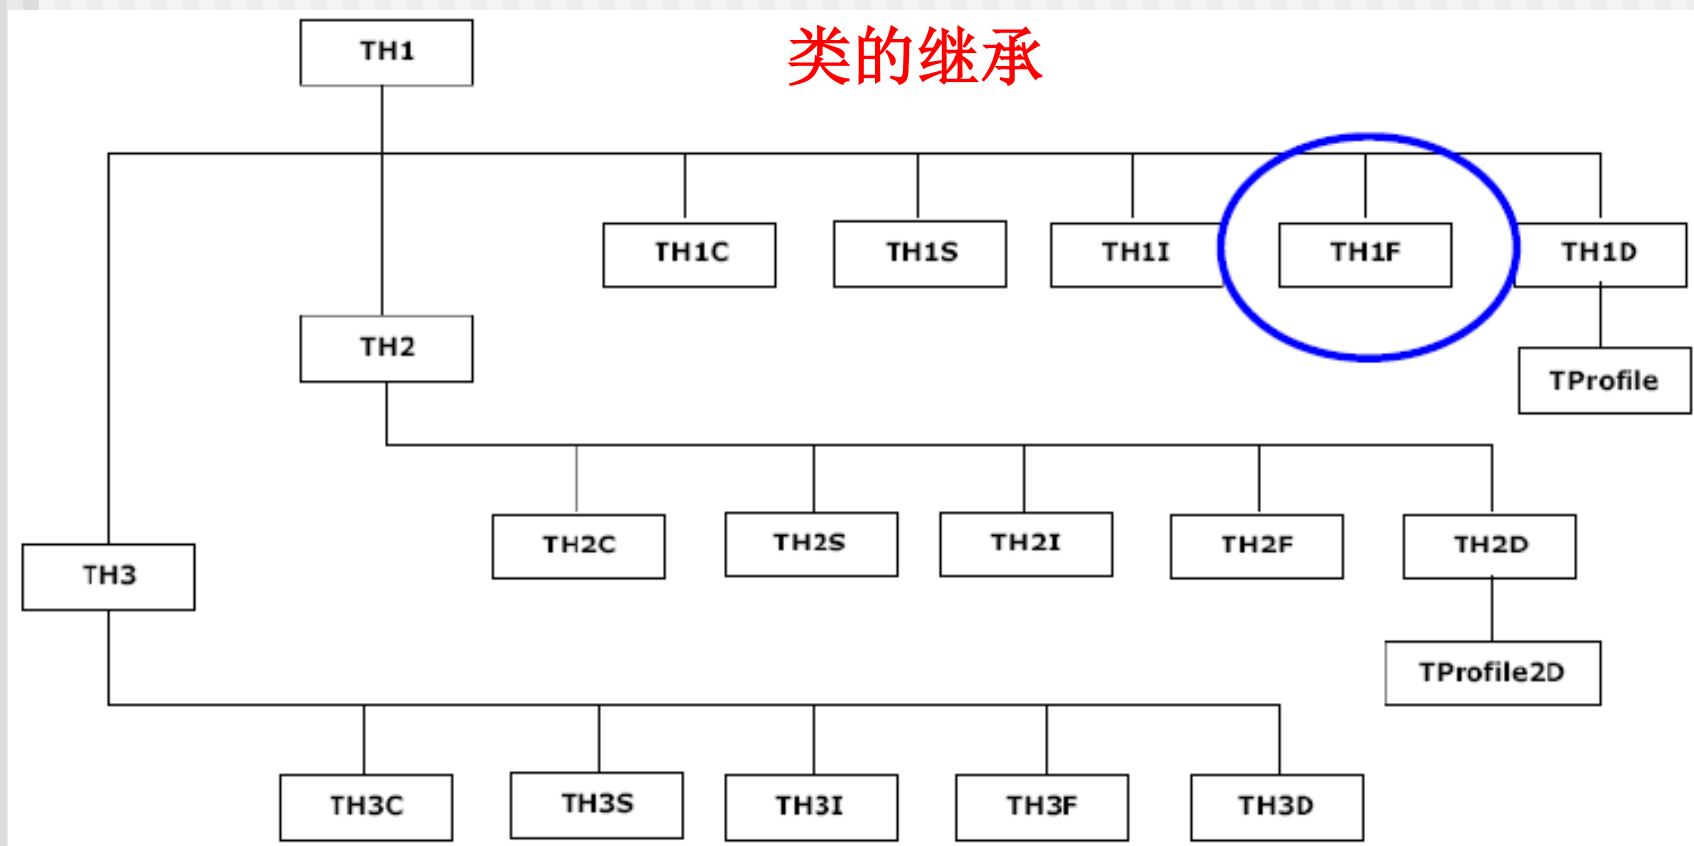 类的继承
TH1
TH1C
TH1S
TH1I
TH1F
TH1D
TH2
TProfile
TH2C
TH2S
TH2I
TH2F
TH2D
TH3
TProfile2D
TH3C
TH3S
TH3I
TH3F
TH3D